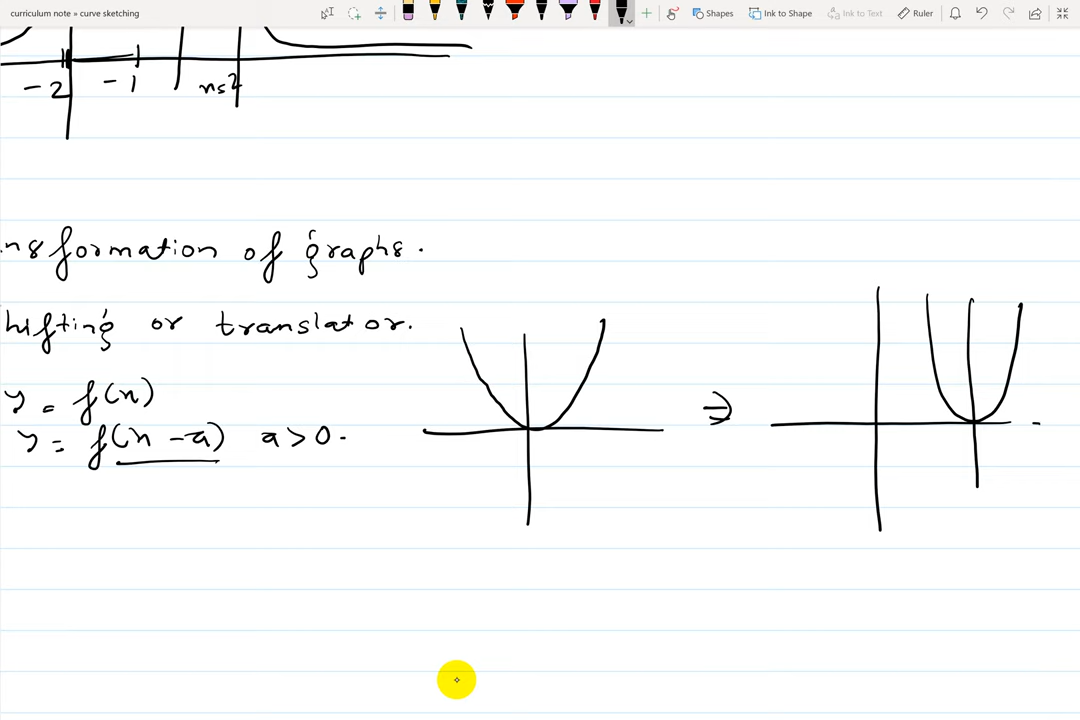 curriculum note » curve sketching
Shapes Ink to Shape Ink to Text Ruler
-2 -1
nsformation of graphs.
hifting or translator.
y = f(x)
y = f(x - a) a > 0.
⇒